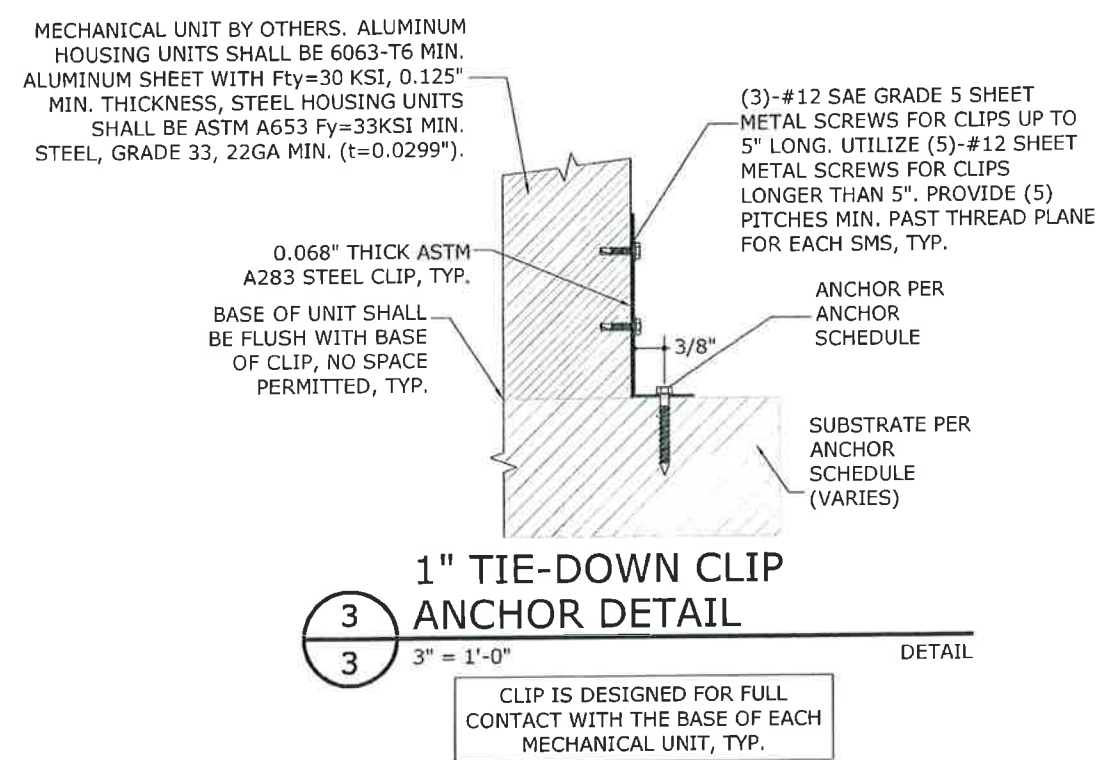 MECHANICAL UNIT BY OTHERS. ALUMINUM
HOUSING UNITS SHALL BE 6063-T6 MIN.
ALUMINUM SHEET WITH Fty=30 KSI, 0.125"
MIN. THICKNESS, STEEL HOUSING UNITS
SHALL BE ASTM A653 Fy=33KSI MIN.
STEEL, GRADE 33, 22GA MIN. (t=0.0299").
(3)-#12 SAE GRADE 5 SHEET
METAL SCREWS FOR CLIPS UP TO
5" LONG. UTILIZE (5)-#12 SHEET
METAL SCREWS FOR CLIPS
LONGER THAN 5". PROVIDE (5)
PITCHES MIN. PAST THREAD PLANE
FOR EACH SMS, TYP.
0.068" THICK ASTM
A283 STEEL CLIP, TYP.
BASE OF UNIT SHALL
BE FLUSH WITH BASE
OF CLIP, NO SPACE
PERMITTED, TYP.
ANCHOR PER
ANCHOR
SCHEDULE
3/8"
SUBSTRATE PER
ANCHOR
SCHEDULE
(VARIES)
1" TIE-DOWN CLIP
ANCHOR DETAIL
3
3
3" = 1'-0"
DETAIL
CLIP IS DESIGNED FOR FULL
CONTACT WITH THE BASE OF EACH
MECHANICAL UNIT, TYP.